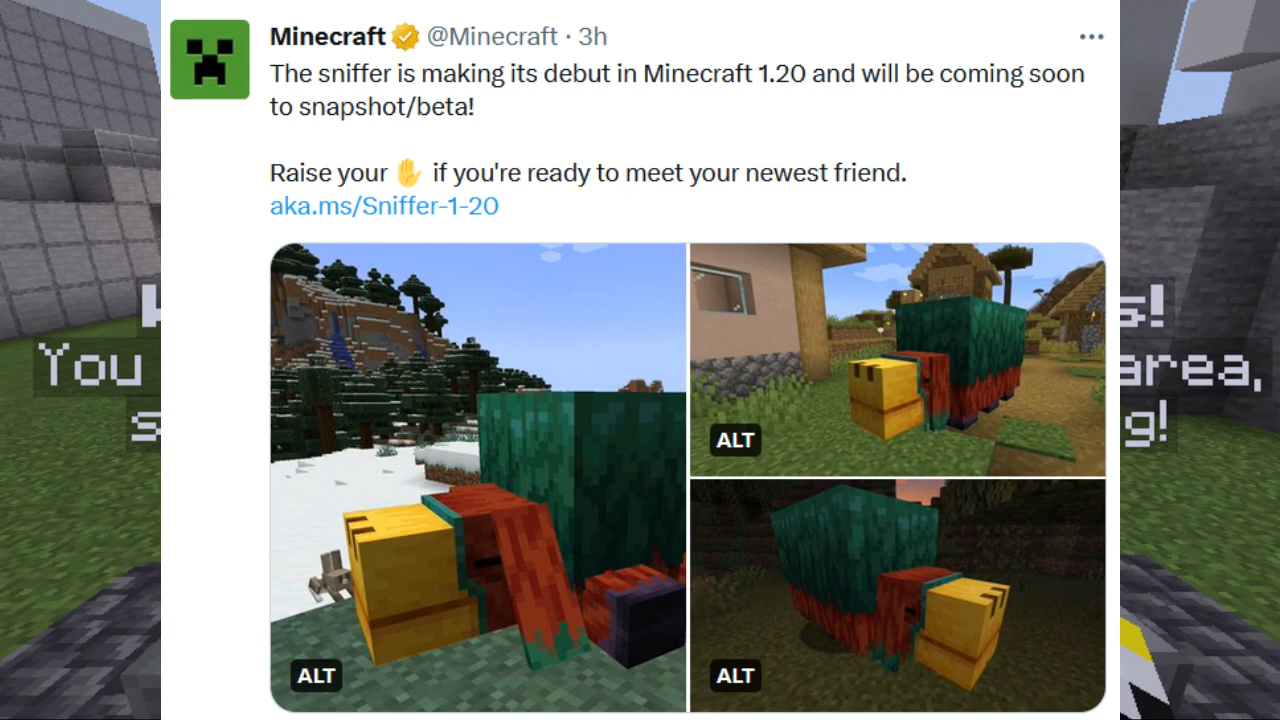 Minecraft @Minecraft · 3h
The sniffer is making its debut in Minecraft 1.20 and will be coming soon
to snapshot/beta!
Raise your ✋ if you're ready to meet your newest friend.
aka.ms/Sniffer-1-20
s!
You
area,
g!
ALT
ALT
ALT